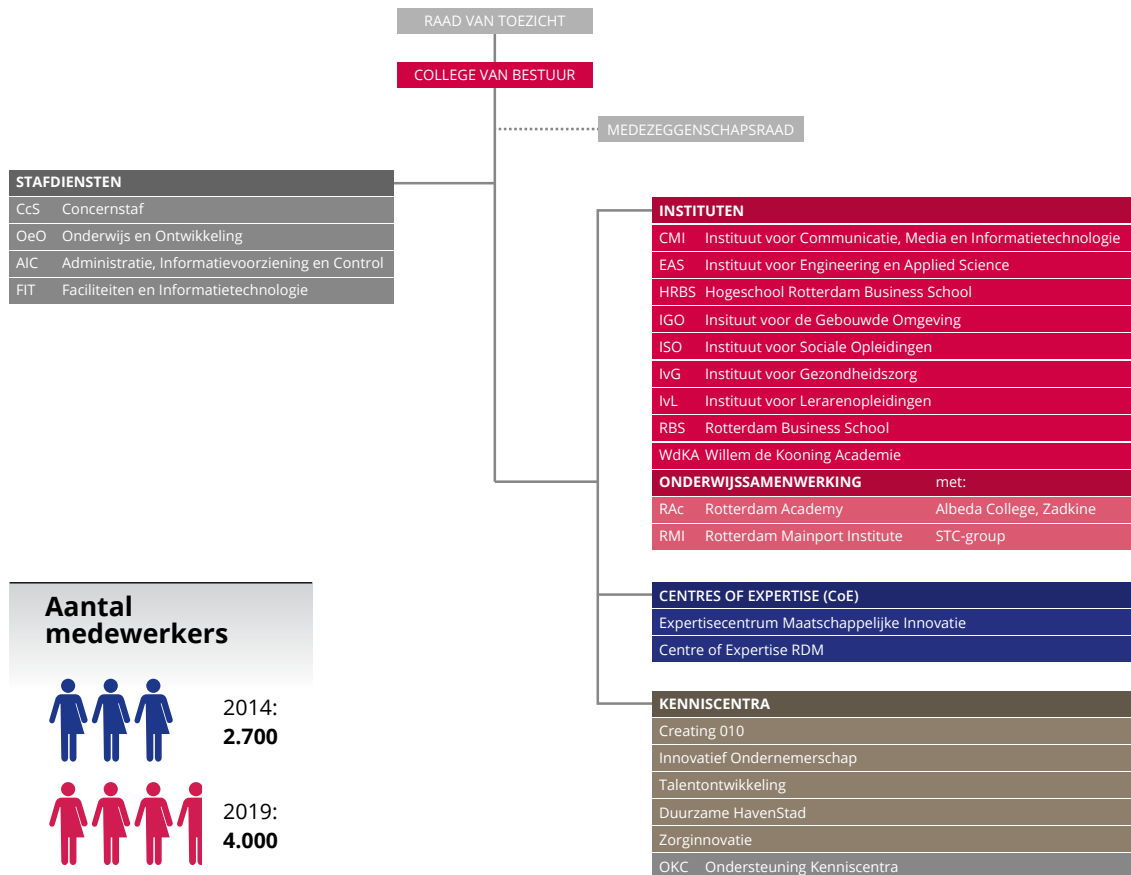 RAAD VAN TOEZICHT
COLLEGE VAN BESTUUR
MEDEZEGGENSCHAPSRAAD
STAFDIENSTEN
CcS Concernstaf
OeO Onderwijs en Ontwikkeling
AIC Administratie, Informatievoorziening en Control
FIT Faciliteiten en Informatietechnologie
INSTITUTEN
CMI Instituut voor Communicatie, Media en Informatietechnologie
EAS Instituut voor Engineering en Applied Science
HRBS Hogeschool Rotterdam Business School
IGO Insituut voor de Gebouwde Omgeving
ISO Instituut voor Sociale Opleidingen
IvG Instituut voor Gezondheidszorg
IvL Instituut voor Lerarenopleidingen
RBS Rotterdam Business School
WdKA Willem de Kooning Academie
ONDERWIJSSAMENWERKING met:
RAc Rotterdam Academy Albeda College, Zadkine
RMI Rotterdam Mainport Institute STC-group
CENTRES OF EXPERTISE (CoE)
Expertisecentrum Maatschappelijke Innovatie
Centre of Expertise RDM
KENNISCENTRA
Creating 010
Innovatief Ondernemerschap
Talentontwikkeling
Duurzame HavenStad
Zorginnovatie
OKC Ondersteuning Kenniscentra
Aantal
medewerkers
2014:
2.700
2019:
4.000